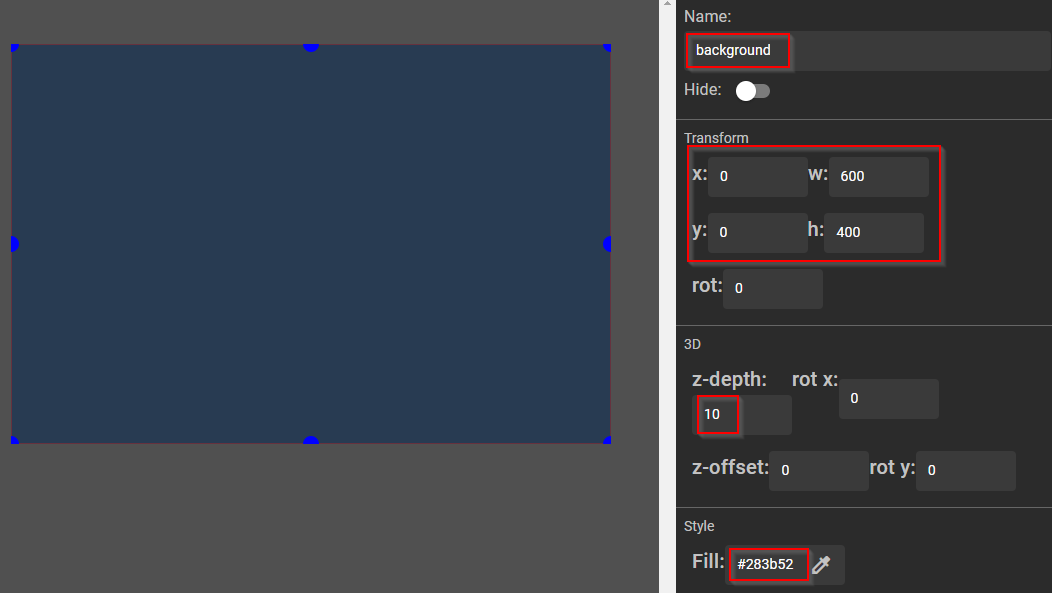 Name:
background
Hide:
Transform
x: 0 w: 600
y: 0 h: 400
rot: 0
3D
z-depth: rot x:
10 0
z-offset: 0 rot y: 0
Style
Fill: #283b52